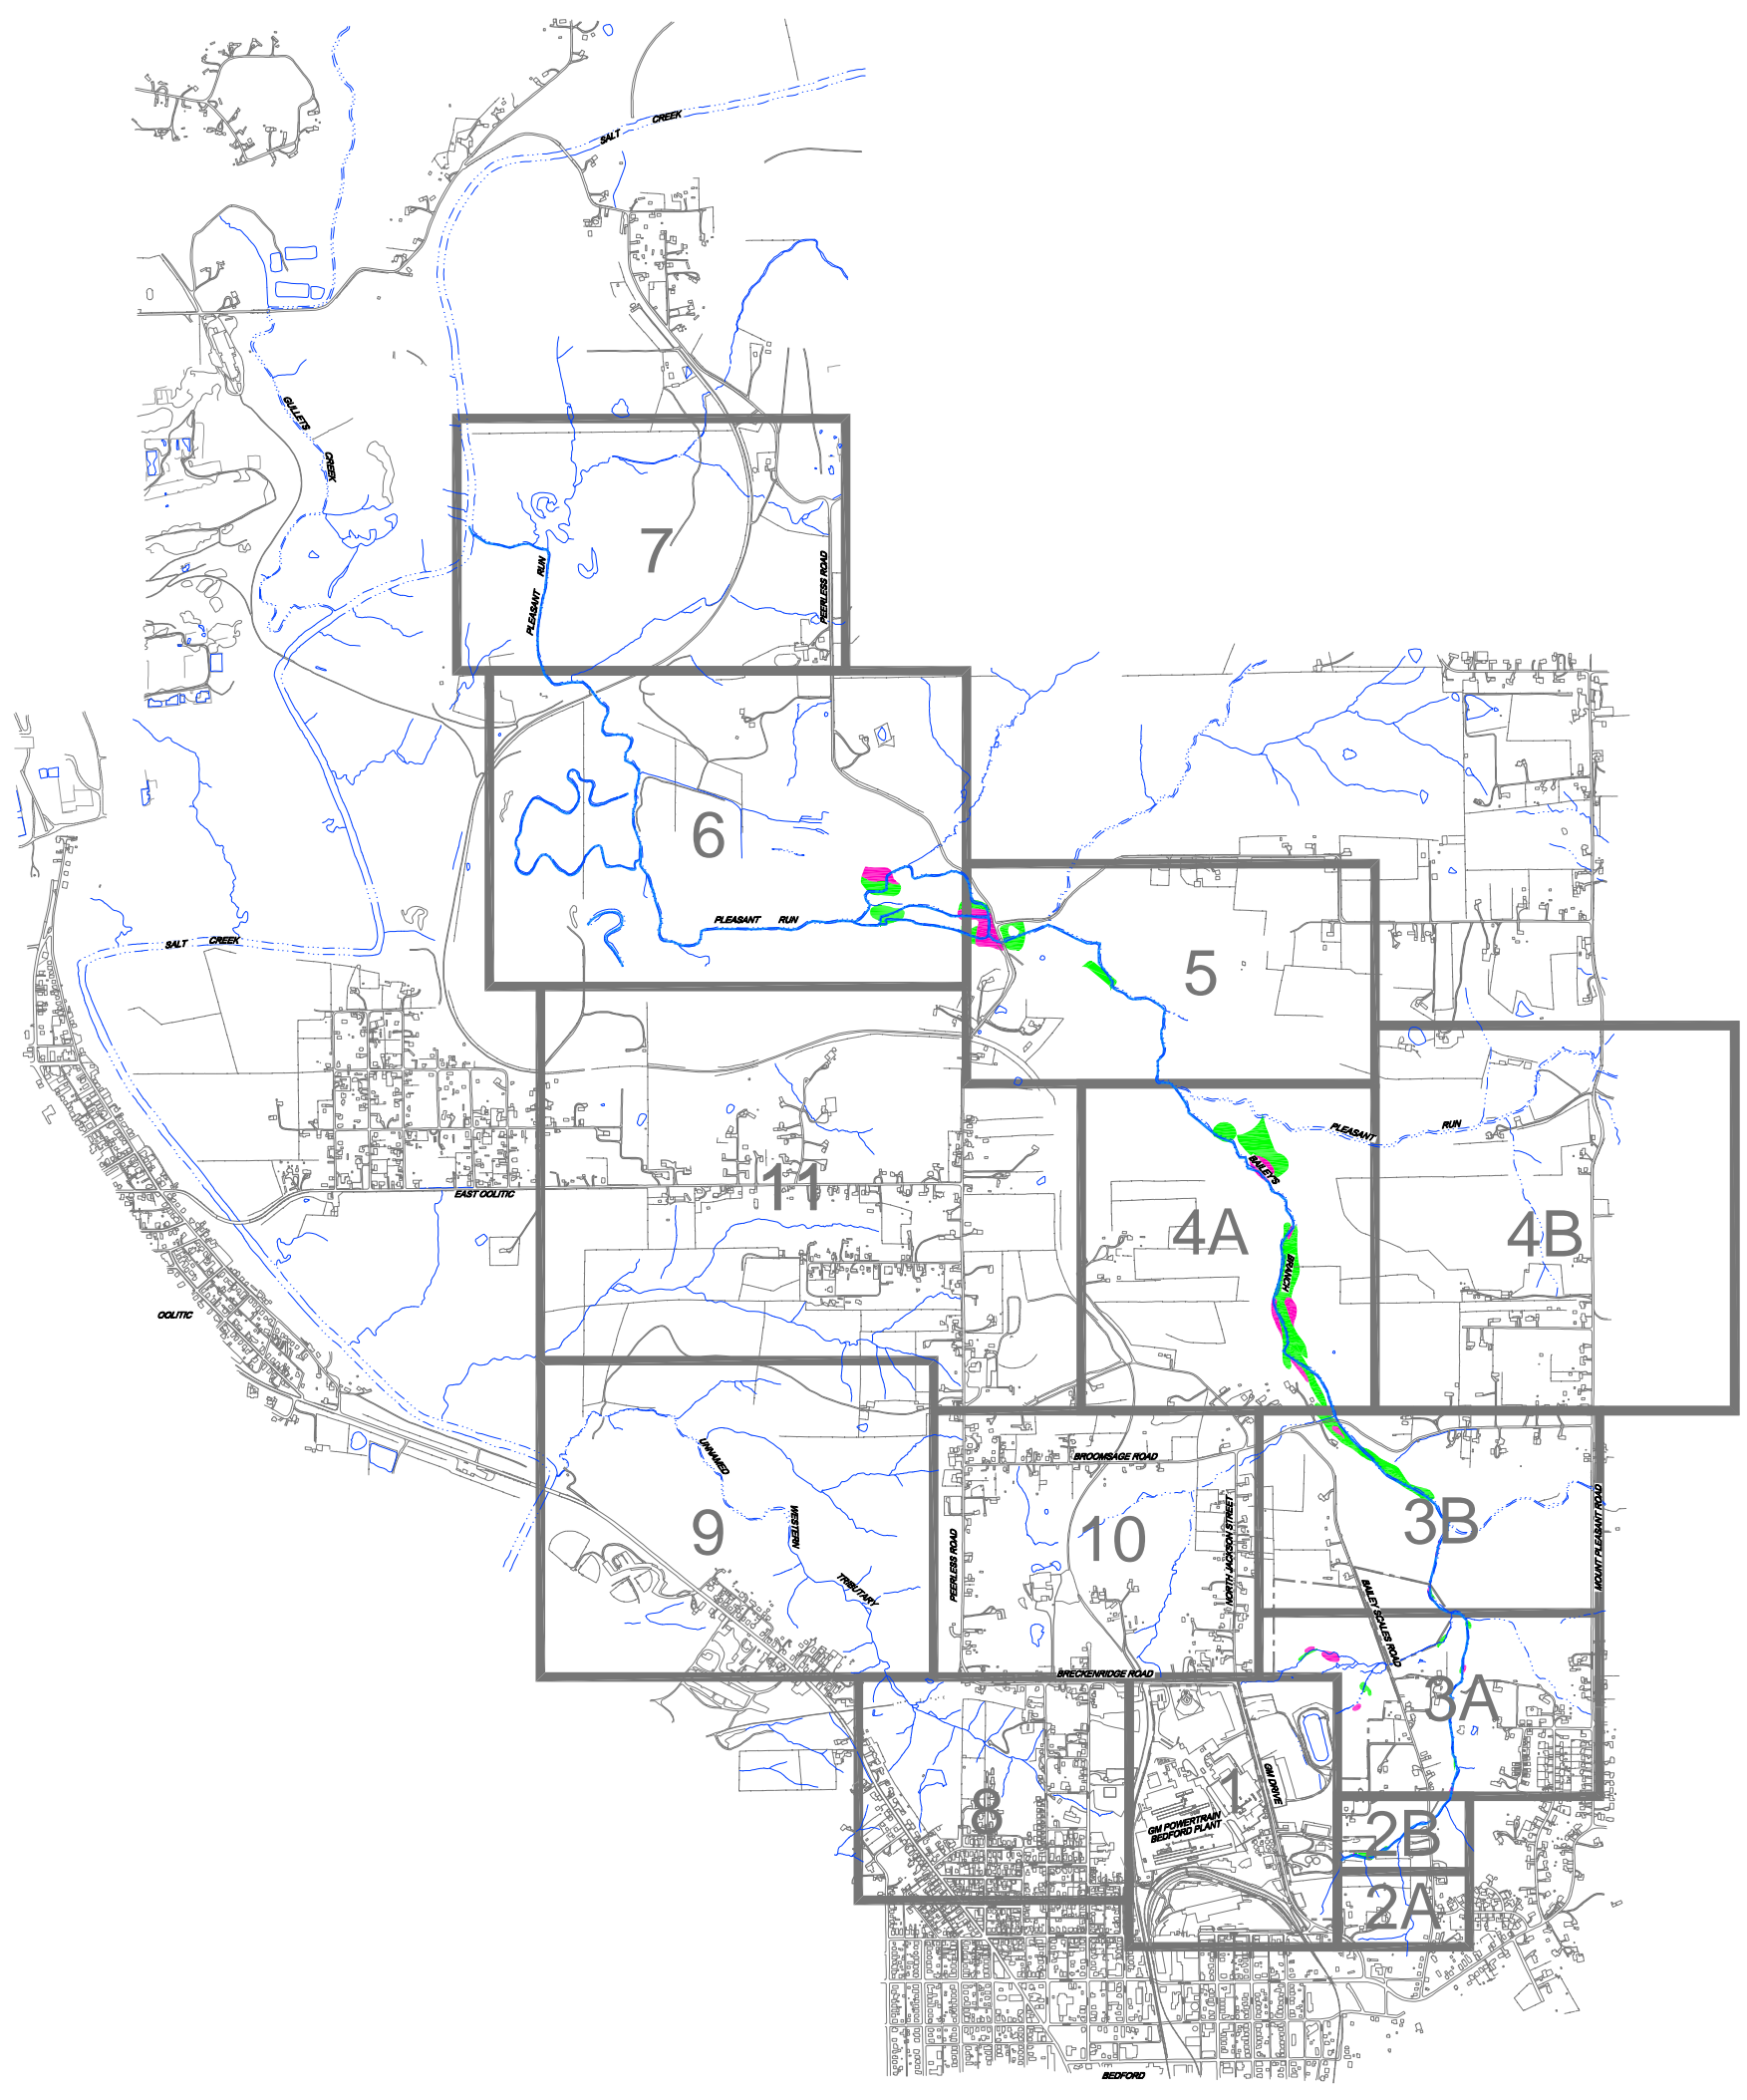 SALT CREEK
GULLETS
CREEK
7
PLEASANT RUN
PEERLESS ROAD
6
PLEASANT RUN
SALT CREEK
5
PLEASANT RUN
BAILEY'S
BRANCH
11
EAST OOLITIC
4A
4B
OOLITIC
UNNAMED
WESTERN
TRIBUTARY
9
PEERLESS ROAD
BROOMSAGE ROAD
10
NORTH JACKSON STREET
3B
MOUNT PLEASANT ROAD
BAILEY SCALES ROAD
BRECKENRIDGE ROAD
3A
8
1
GM DRIVE
GM POWERTRAIN
BEDFORD PLANT
2B
2A
BEDFORD